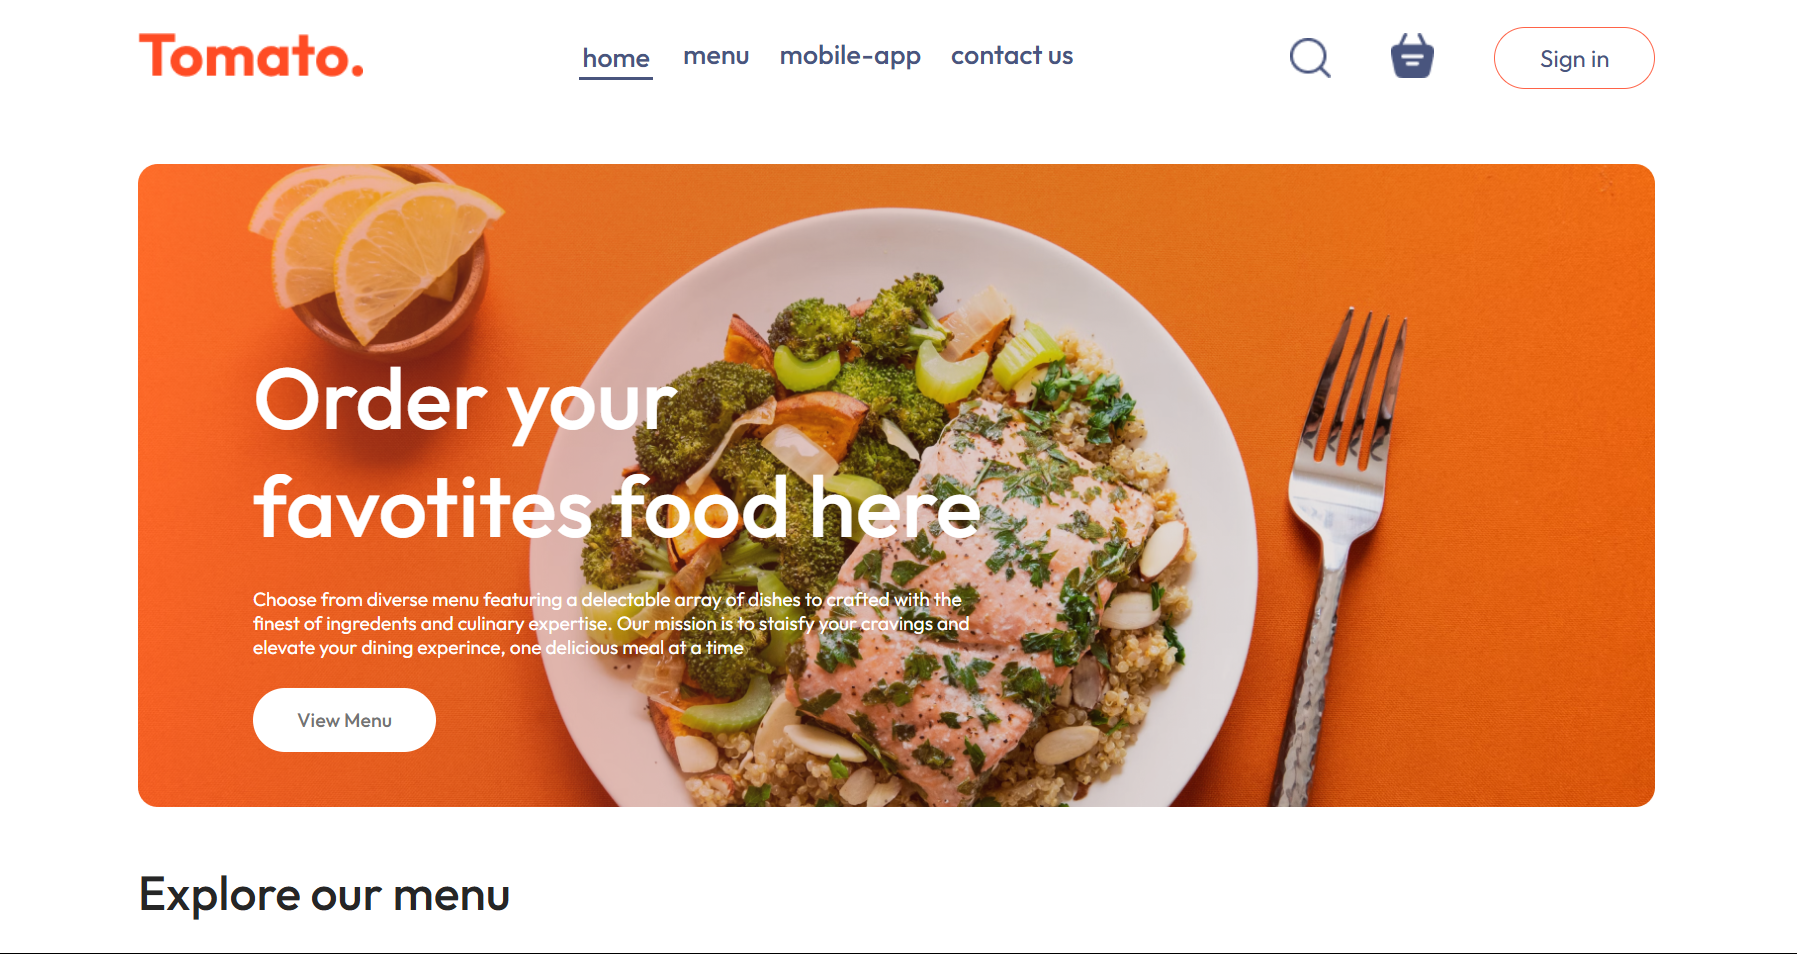 Tomato.
home menu mobile-app contact us
Sign in
Order your
favotites food here
Choose from diverse menu featuring a delectable array of dishes to crafted with the
finest of ingredents and culinary expertise. Our mission is to staisfy your cravings and
elevate your dining experince, one delicious meal at a time
View Menu
Explore our menu